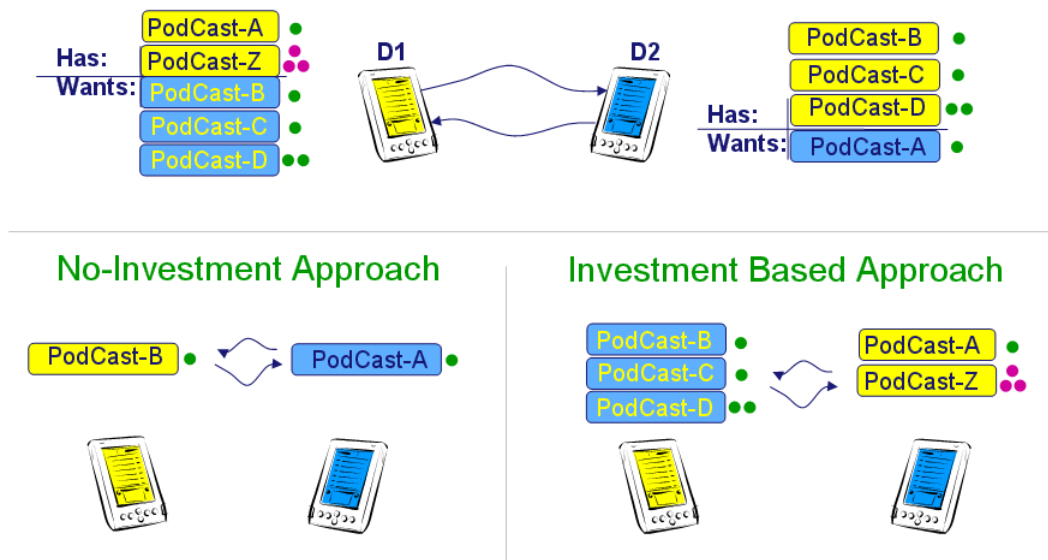 PodCast-A
Has:
PodCast-Z
Wants:
PodCast-B
PodCast-C
PodCast-D
D1
D2
PodCast-B
PodCast-C
Has:
PodCast-D
Wants:
PodCast-A
No-Investment Approach
PodCast-B
PodCast-A
Investment Based Approach
PodCast-B
PodCast-C
PodCast-D
PodCast-A
PodCast-Z